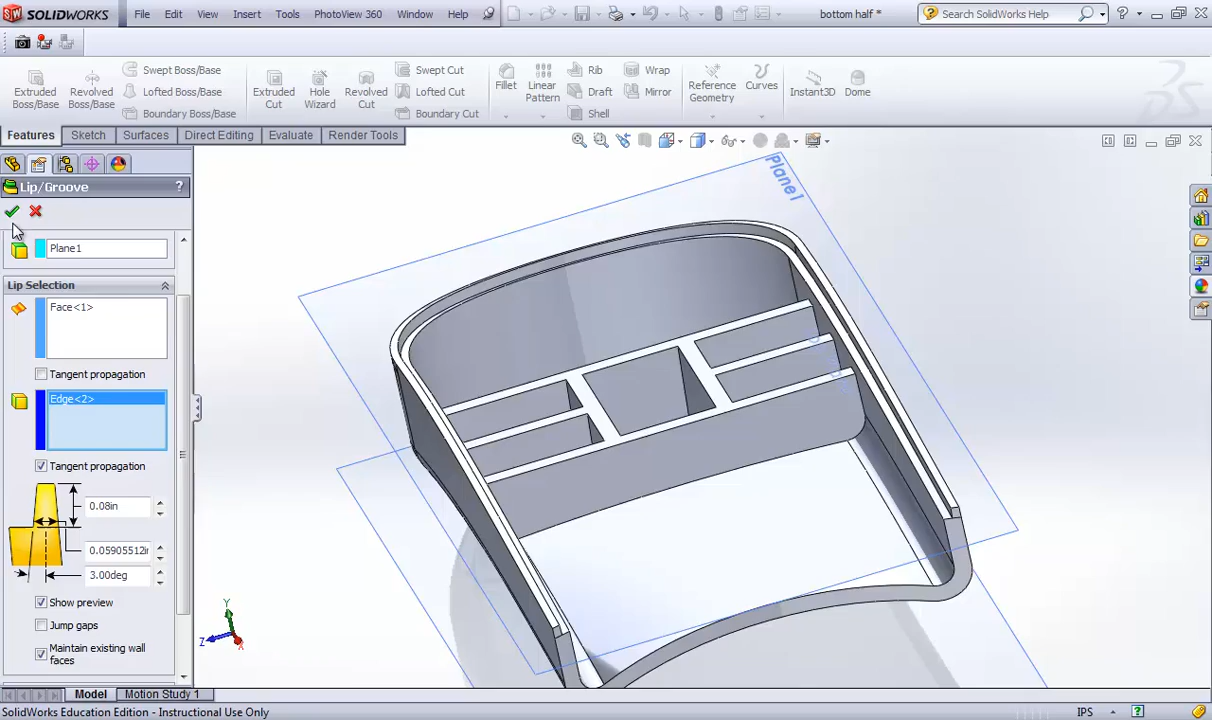 SOLIDWORKS File Edit View Insert Tools PhotoView 360 Window Help bottom half * Search SolidWorks Help
Extruded Boss/Base Revolved Boss/Base Swept Boss/Base Lofted Boss/Base Boundary Boss/Base Extruded Cut Hole Wizard Revolved Cut Swept Cut Lofted Cut Boundary Cut Fillet Linear Pattern Rib Draft Shell Wrap Mirror Reference Geometry Curves Instant3D Dome
Features Sketch Surfaces Direct Editing Evaluate Render Tools
Lip/Groove ?
Plane1
Plane1
Lip Selection
Face<1>
Tangent propagation
Edge<2>
Tangent propagation
0.08in
0.05905512in
3.00deg
Show preview
Jump gaps
Maintain existing wall
faces
Y
Z
X
Model Motion Study 1
SolidWorks Education Edition - Instructional Use Only IPS